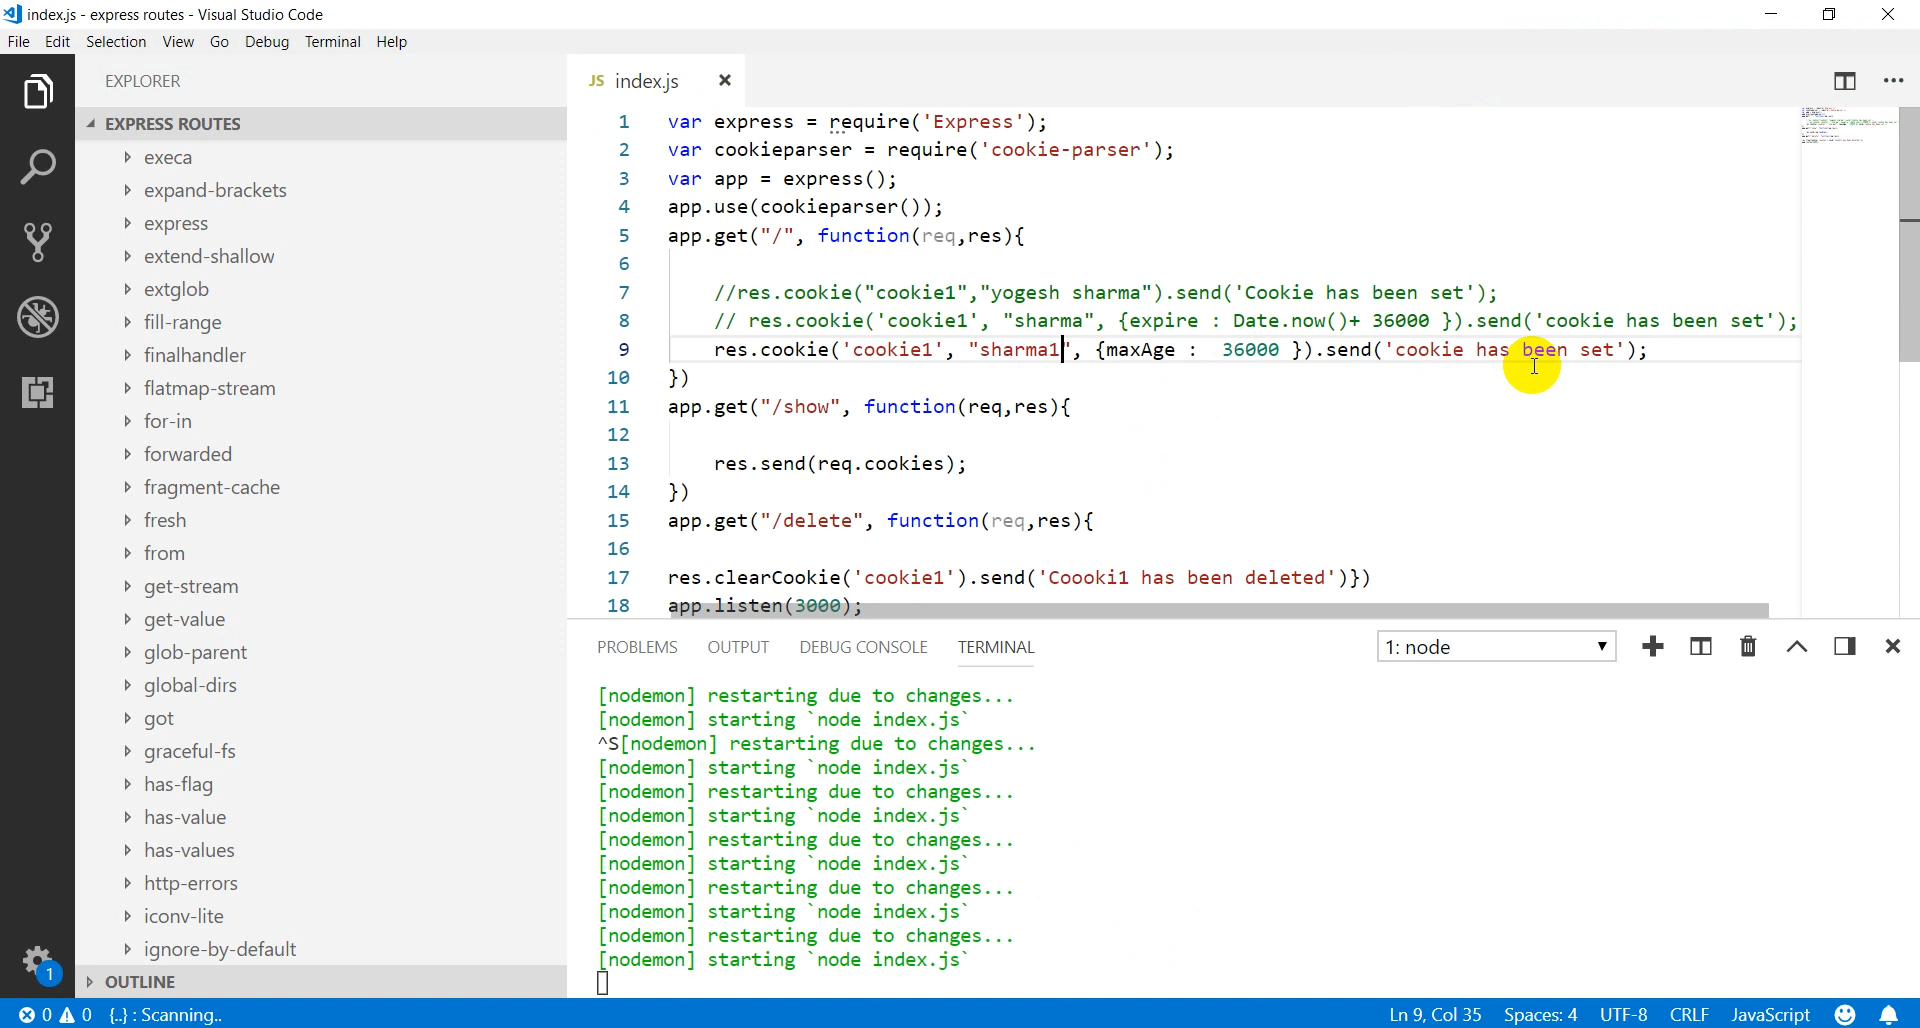 index.js - express routes - Visual Studio Code
File Edit Selection View Go Debug Terminal Help
EXPLORER
EXPRESS ROUTES
execa
expand-brackets
express
extend-shallow
extglob
fill-range
finalhandler
flatmap-stream
for-in
forwarded
fragment-cache
fresh
from
get-stream
get-value
glob-parent
global-dirs
got
graceful-fs
has-flag
has-value
has-values
http-errors
iconv-lite
ignore-by-default
OUTLINE
1
JS index.js
1 var express = require('Express');
2 var cookieparser = require('cookie-parser');
3 var app = express();
4 app.use(cookieparser());
5 app.get("/", function(req,res){
6
7 //res.cookie("cookie1","yogesh sharma").send('Cookie has been set');
8 // res.cookie('cookie1', "sharma", {expire : Date.now()+ 36000 }).send('cookie has been set');
9 res.cookie('cookie1', "sharma1", {maxAge :  36000 }).send('cookie has been set');
10 })
11 app.get("/show", function(req,res){
12
13 res.send(req.cookies);
14 })
15 app.get("/delete", function(req,res){
16
17 res.clearCookie('cookie1').send('Coooki1 has been deleted')})
18 app.listen(3000);
PROBLEMS OUTPUT DEBUG CONSOLE TERMINAL 1: node
[nodemon] restarting due to changes...
[nodemon] starting `node index.js`
^S[nodemon] restarting due to changes...
[nodemon] starting `node index.js`
[nodemon] restarting due to changes...
[nodemon] starting `node index.js`
[nodemon] restarting due to changes...
[nodemon] starting `node index.js`
[nodemon] restarting due to changes...
[nodemon] starting `node index.js`
[nodemon] restarting due to changes...
[nodemon] starting `node index.js`
0 0 {..} : Scanning.. Ln 9, Col 35 Spaces: 4 UTF-8 CRLF JavaScript